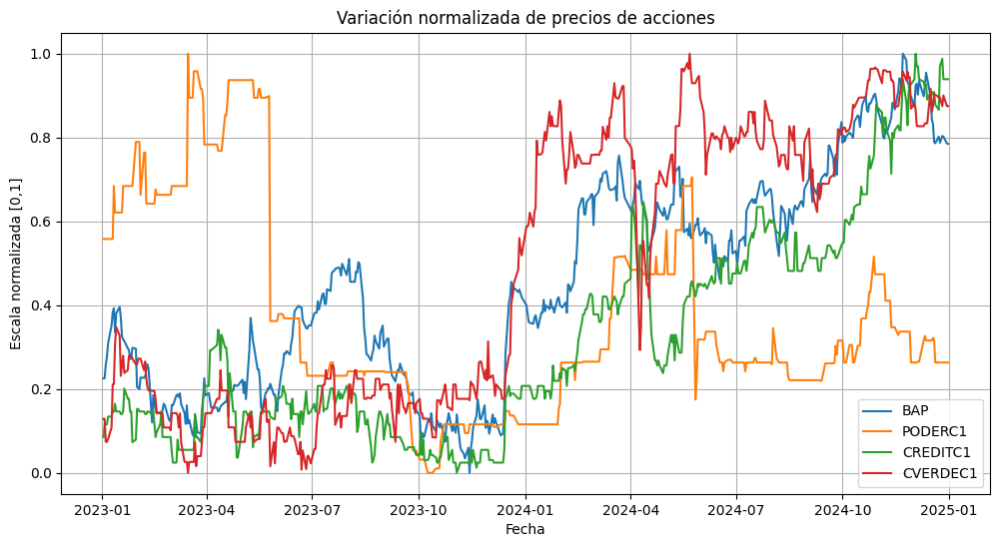 Variación normalizada de precios de acciones
Escala normalizada [0,1]
1.0
0.8
0.6
0.4
0.2
0.0
2023-01 2023-04 2023-07 2023-10 2024-01 2024-04 2024-07 2024-10 2025-01
Fecha
BAP
PODERC1
CREDITC1
CVERDEC1